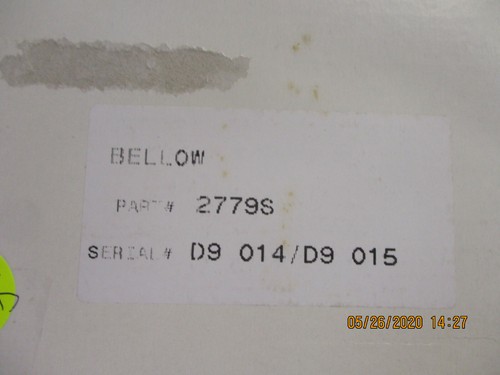 BELLOW
PART# 2779S
SERIAL# D9 014/D9 015
05/26/2020 14:27